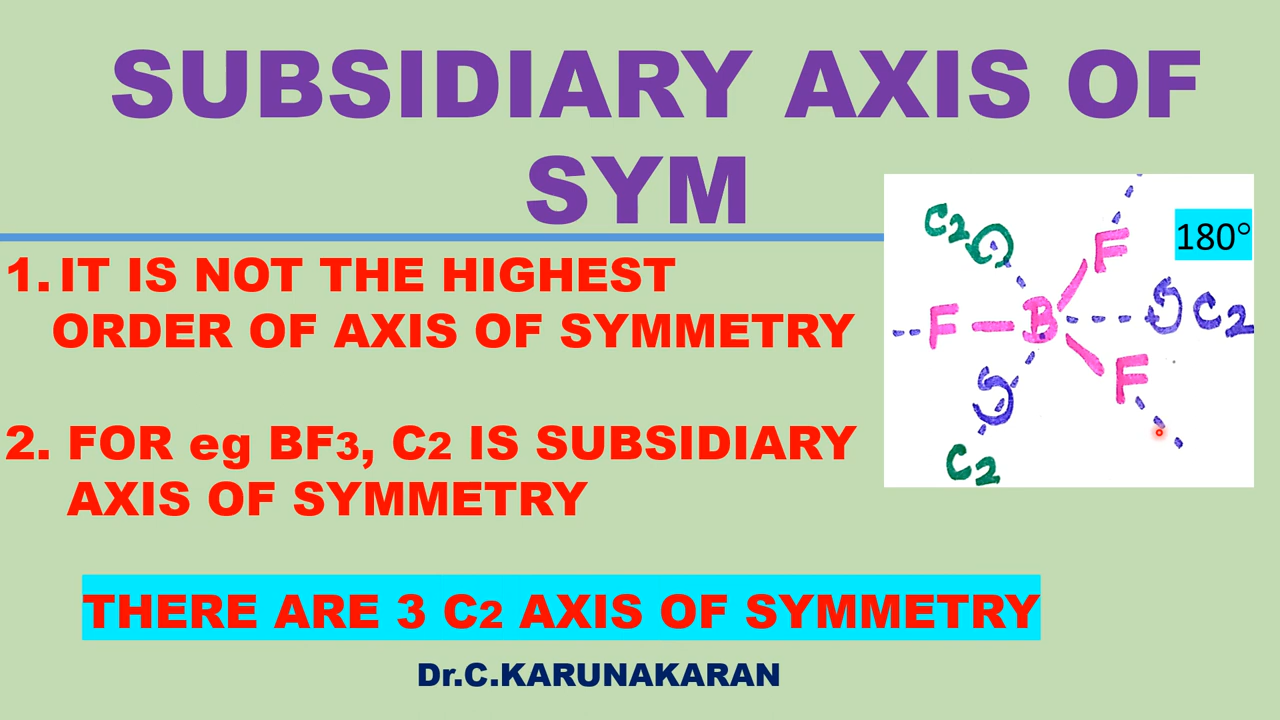 SUBSIDIARY AXIS OF
SYM
1. IT IS NOT THE HIGHEST
ORDER OF AXIS OF SYMMETRY
2. FOR eg BF3, C2 IS SUBSIDIARY
AXIS OF SYMMETRY
THERE ARE 3 C2 AXIS OF SYMMETRY
Dr.C.KARUNAKARAN
180°
C2
F
F B C2
F
C2